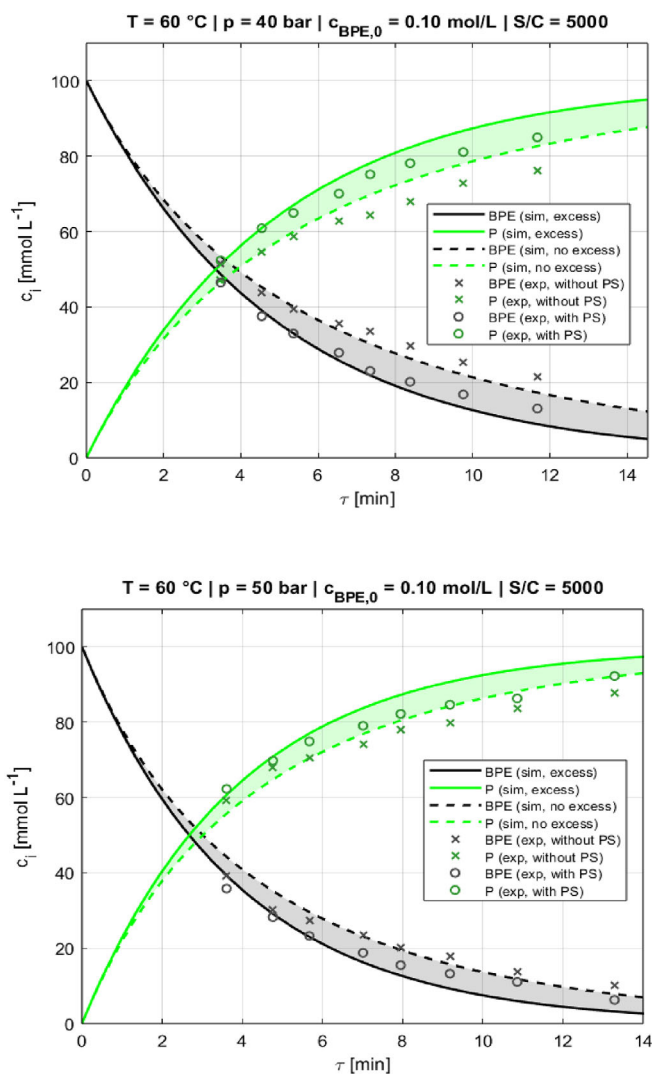 T = 60 °C | p = 40 bar | c_BPE,0 = 0.10 mol/L | S/C = 5000
100
80
60
40
20
0
c_i [mmol L⁻¹]
BPE (sim, excess)
P (sim, excess)
BPE (sim, no excess)
P (sim, no excess)
BPE (exp, without PS)
P (exp, without PS)
BPE (exp, with PS)
P (exp, with PS)
0 2 4 6 8 10 12 14
τ [min]
T = 60 °C | p = 50 bar | c_BPE,0 = 0.10 mol/L | S/C = 5000
100
80
60
40
20
0
c_i [mmol L⁻¹]
BPE (sim, excess)
P (sim, excess)
BPE (sim, no excess)
P (sim, no excess)
BPE (exp, without PS)
P (exp, without PS)
BPE (exp, with PS)
P (exp, with PS)
0 2 4 6 8 10 12 14
τ [min]